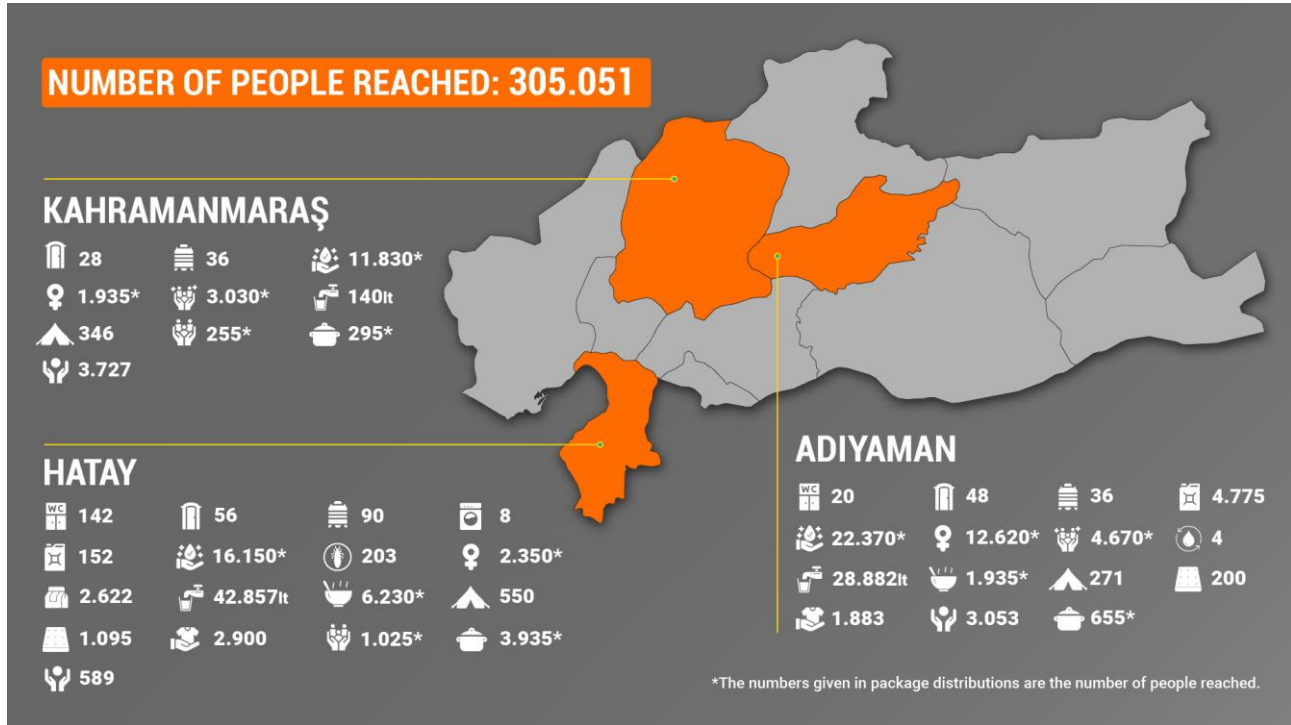 NUMBER OF PEOPLE REACHED: 305.051
KAHRAMANMARAŞ
28 36 11.830*
1.935* 3.030* 140lt
346 255* 295*
3.727
HATAY
WC 142 56 90 8
152 16.150* 203 2.350*
2.622 42.857lt 6.230* 550
1.095 2.900 1.025* 3.935*
589
ADIYAMAN
WC 20 48 36 4.775
22.370* 12.620* 4.670* 4
28.882lt 1.935* 271 200
1.883 3.053 655*
*The numbers given in package distributions are the number of people reached.